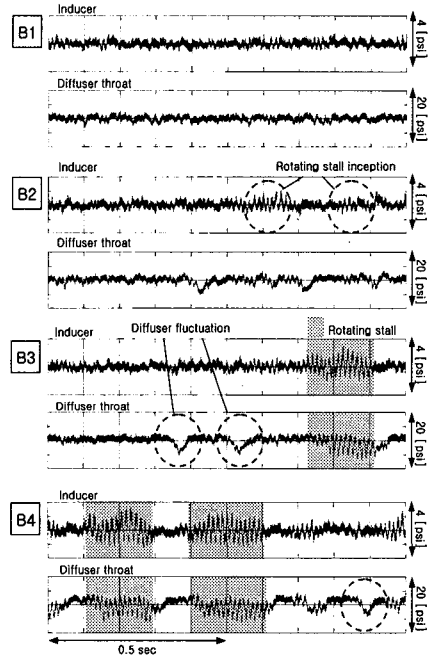 B1
Inducer
4 [psi]
Diffuser throat
20 [psi]
B2
Inducer
Rotating stall inception
4 [psi]
Diffuser throat
20 [psi]
B3
Inducer
Diffuser fluctuation
Rotating stall
4 [psi]
Diffuser throat
20 [psi]
B4
Inducer
4 [psi]
Diffuser throat
20 [psi]
0.5 sec